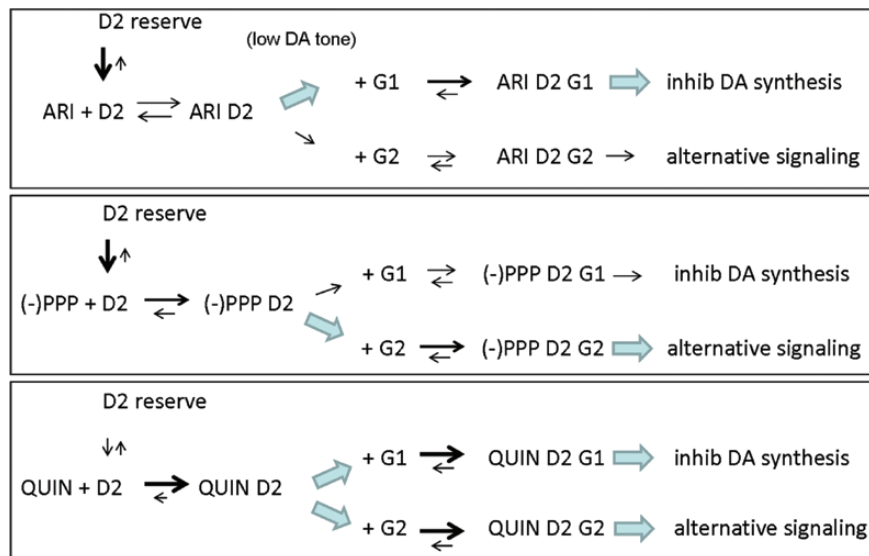 D2 reserve
(low DA tone)
+ G1 ARI D2 G1 inhib DA synthesis
ARI + D2 ARI D2
+ G2 ARI D2 G2 alternative signaling
D2 reserve
+ G1 (-)PPP D2 G1 inhib DA synthesis
(-)PPP + D2 (-)PPP D2
+ G2 (-)PPP D2 G2 alternative signaling
D2 reserve
+ G1 QUIN D2 G1 inhib DA synthesis
QUIN + D2 QUIN D2
+ G2 QUIN D2 G2 alternative signaling